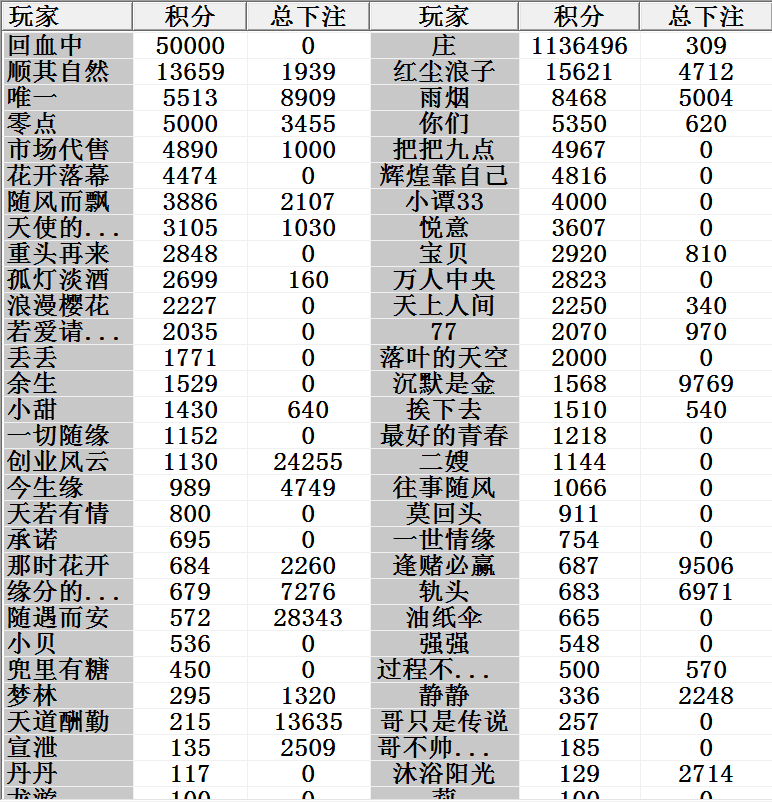 玩家 积分 总下注 玩家 积分 总下注
回血中 50000 0 庄 1136496 309
顺其自然 13659 1939 红尘浪子 15621 4712
唯一 5513 8909 雨烟 8468 5004
零点 5000 3455 你们 5350 620
市场代售 4890 1000 把把九点 4967 0
花开落幕 4474 0 辉煌靠自己 4816 0
随风而飘 3886 2107 小谭33 4000 0
天使的... 3105 1030 悦意 3607 0
重头再来 2848 0 宝贝 2920 810
孤灯淡酒 2699 160 万人中央 2823 0
浪漫樱花 2227 0 天上人间 2250 340
若爱请... 2035 0 77 2070 970
丢丢 1771 0 落叶的天空 2000 0
余生 1529 0 沉默是金 1568 9769
小甜 1430 640 挨下去 1510 540
一切随缘 1152 0 最好的青春 1218 0
创业风云 1130 24255 二嫂 1144 0
今生缘 989 4749 往事随风 1066 0
天若有情 800 0 莫回头 911 0
承诺 695 0 一世情缘 754 0
那时花开 684 2260 逢赌必赢 687 9506
缘分的... 679 7276 轨头 683 6971
随遇而安 572 28343 油纸伞 665 0
小贝 536 0 强强 548 0
兜里有糖 450 0 过程不... 500 570
梦林 295 1320 静静 336 2248
天道酬勤 215 13635 哥只是传说 257 0
宣泄 135 2509 哥不帅... 185 0
丹丹 117 0 沐浴阳光 129 2714
100 0 100 0